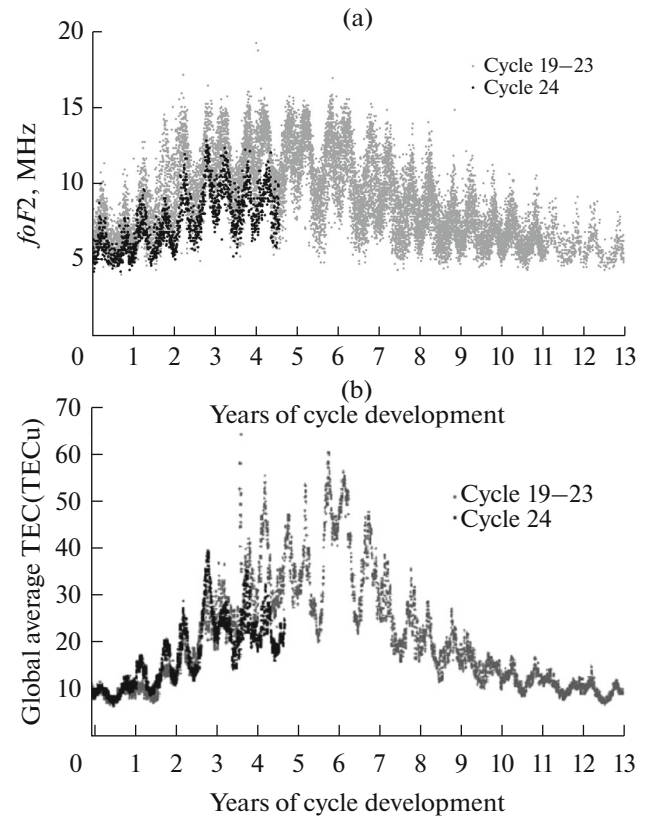 (a)
20
15
10
5
foF2, MHz
Cycle 19–23
Cycle 24
0 1 2 3 4 5 6 7 8 9 10 11 12 13
Years of cycle development
(b)
70
60
50
40
30
20
10
Global average TEC(TECu)
Cycle 19–23
Cycle 24
0 1 2 3 4 5 6 7 8 9 10 11 12 13
Years of cycle development